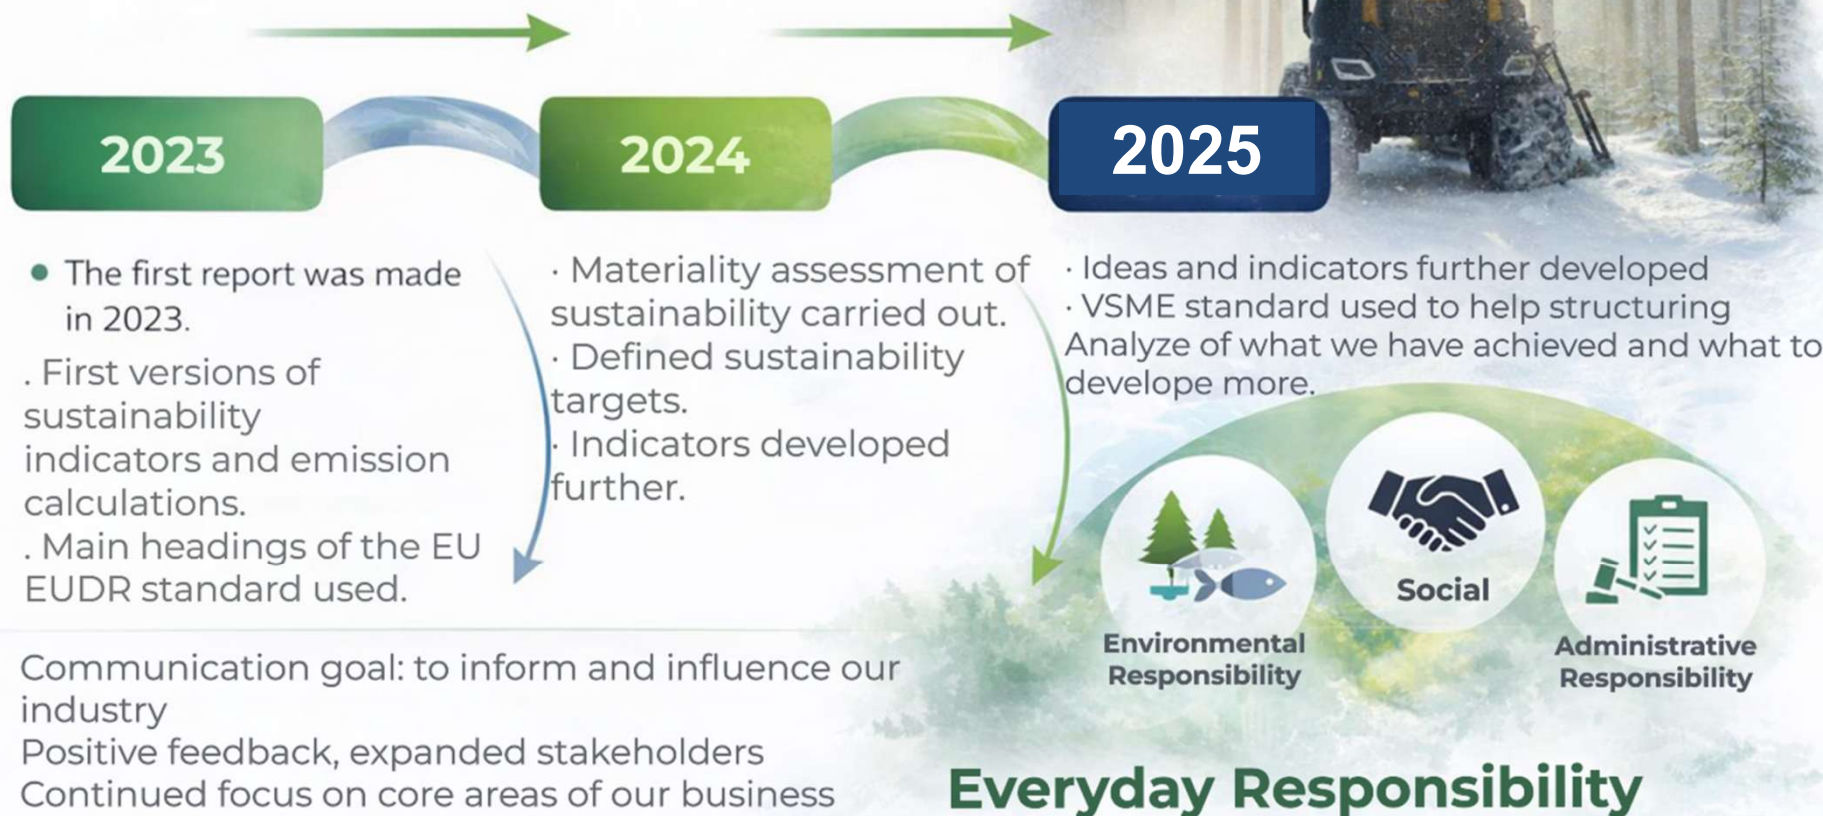 2023
2024
2025
• The first report was made
in 2023.
. First versions of
sustainability
indicators and emission
calculations.
. Main headings of the EU
EUDR standard used.
· Materiality assessment of
sustainability carried out.
· Defined sustainability
targets.
· Indicators developed
further.
· Ideas and indicators further developed
· VSME standard used to help structuring
Analyze of what we have achieved and what to
develope more.
Environmental
Responsibility
Social
Administrative
Responsibility
Communication goal: to inform and influence our
industry
Positive feedback, expanded stakeholders
Continued focus on core areas of our business
Everyday Responsibility